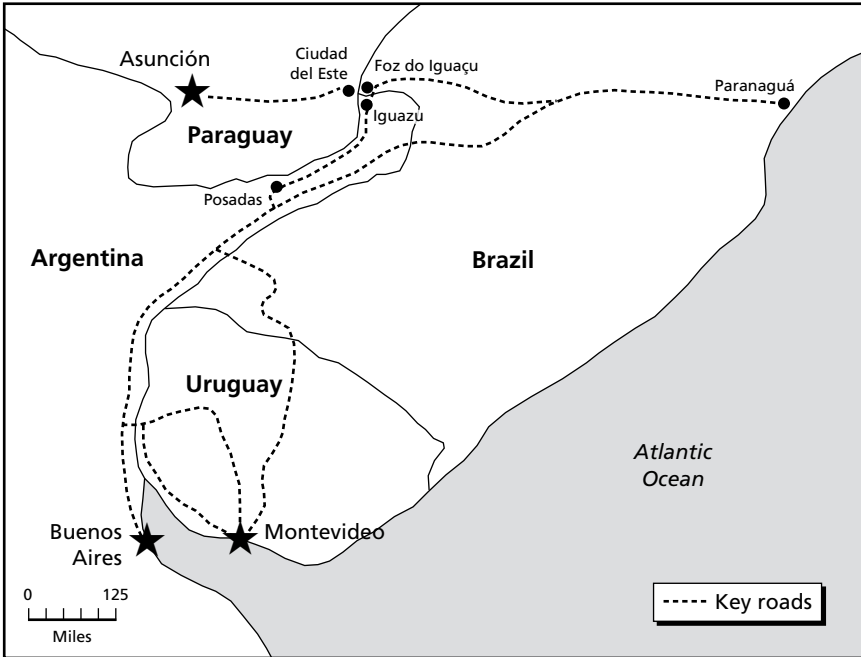 Asunción
Ciudad
del Este
Foz do Iguaçu
Paranaguá
Iguazu
Paraguay
Posadas
Argentina
Brazil
Uruguay
Atlantic
Ocean
Buenos
Aires
Montevideo
0 125
Miles
Key roads